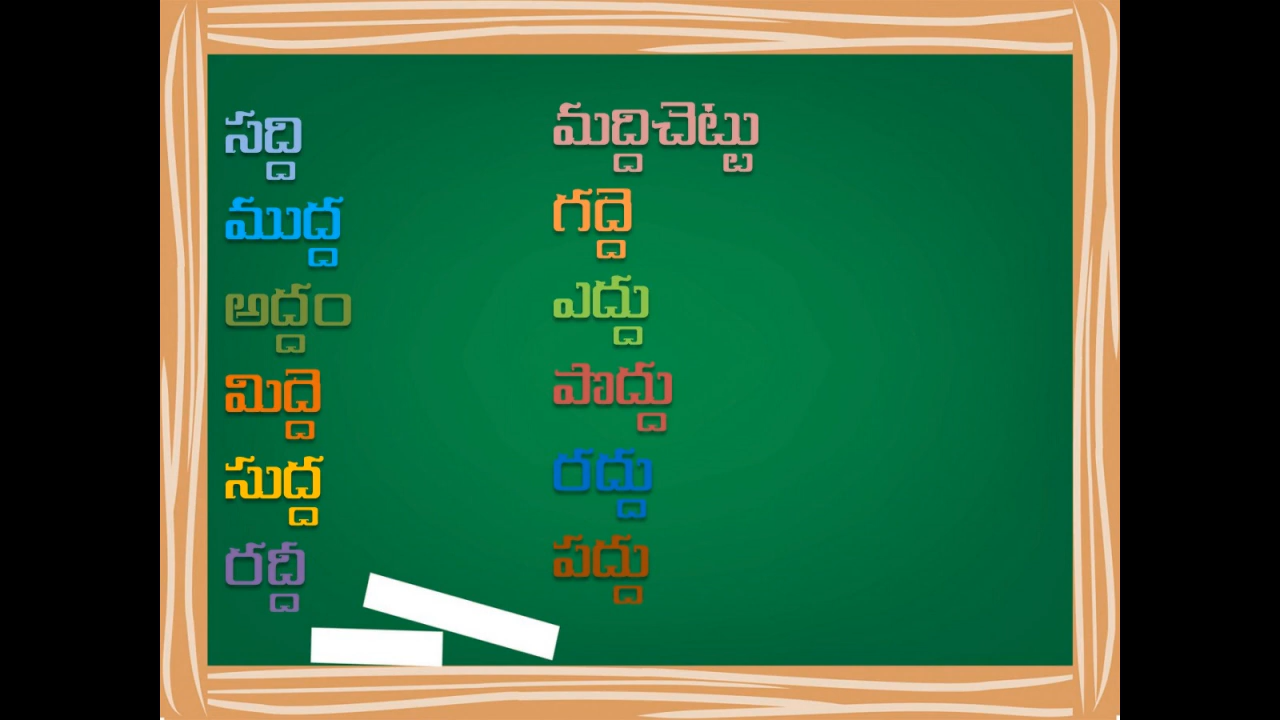 సద్ది
ముద్ద
అద్దం
మిద్దె
సుద్ద
రద్దీ
మద్దిచెట్టు
గద్దె
ఎద్దు
పొద్దు
రద్దు
పద్దు